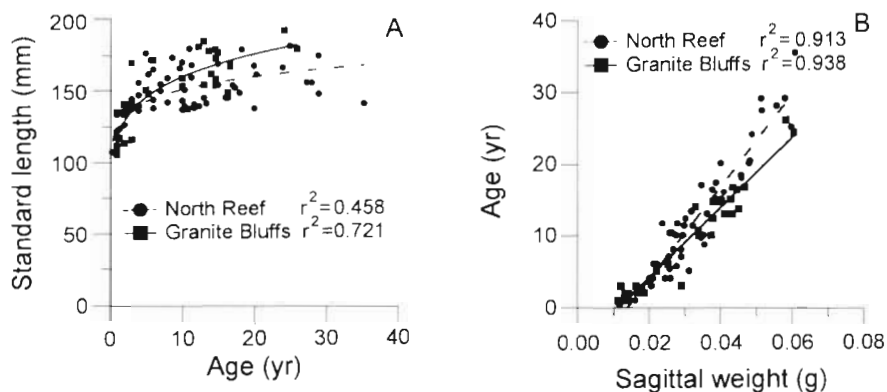 A
Standard length (mm)
200
150
100
50
0
North Reef r²=0.458
Granite Bluffs r²=0.721
0 10 20 30 40
Age (yr)
B
Age (yr)
40
30
20
10
0
North Reef r²=0.913
Granite Bluffs r²=0.938
0.00 0.02 0.04 0.06 0.08
Sagittal weight (g)